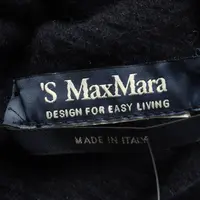 'S MaxMara
DESIGN FOR EASY LIVING
MADE IN ITALY